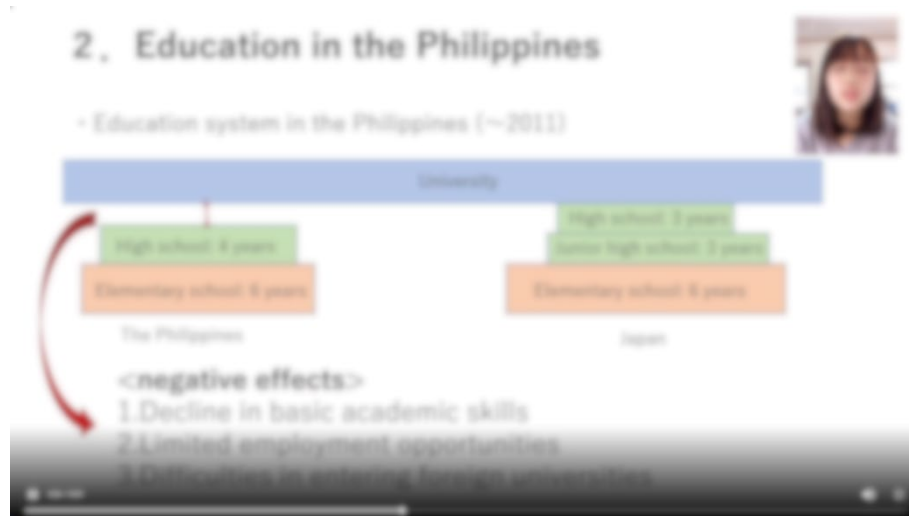 2．Education in the Philippines
・Education system in the Philippines (～2011)
University
High school: 4 years
Elementary school: 6 years
The Philippines
High school: 3 years
Junior high school: 3 years
Elementary school: 6 years
Japan
<negative effects>
1.Decline in basic academic skills
2.Limited employment opportunities
3.Difficulties in entering foreign universities